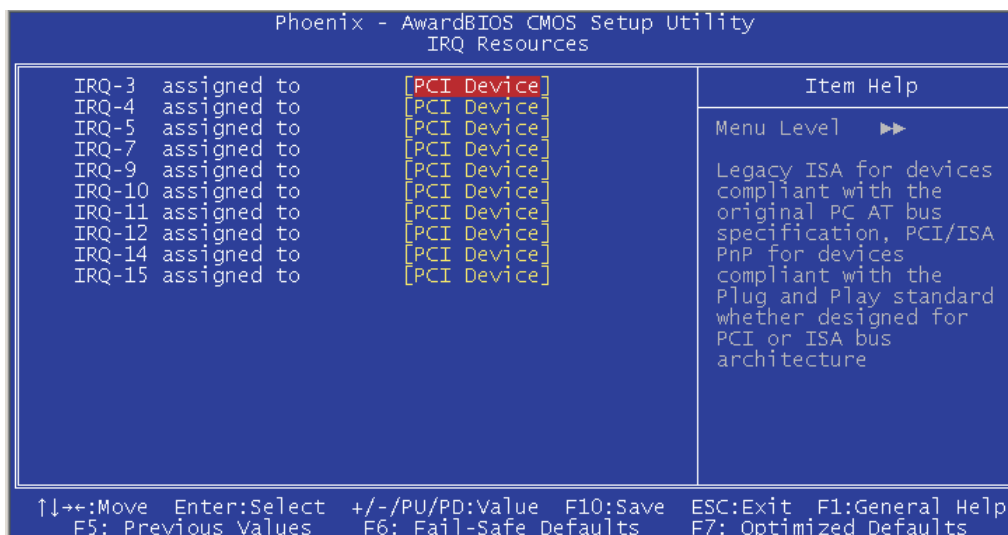 Phoenix - AwardBIOS CMOS Setup Utility
IRQ Resources
IRQ-3 assigned to [PCI Device]
IRQ-4 assigned to [PCI Device]
IRQ-5 assigned to [PCI Device]
IRQ-7 assigned to [PCI Device]
IRQ-9 assigned to [PCI Device]
IRQ-10 assigned to [PCI Device]
IRQ-11 assigned to [PCI Device]
IRQ-12 assigned to [PCI Device]
IRQ-14 assigned to [PCI Device]
IRQ-15 assigned to [PCI Device]
Item Help
Menu Level ▶▶
Legacy ISA for devices
compliant with the
original PC AT bus
specification, PCI/ISA
PnP for devices
compliant with the
Plug and Play standard
whether designed for
PCI or ISA bus
architecture
↑↓→←:Move Enter:Select +/-/PU/PD:Value F10:Save ESC:Exit F1:General Help
F5: Previous Values F6: Fail-Safe Defaults F7: Optimized Defaults